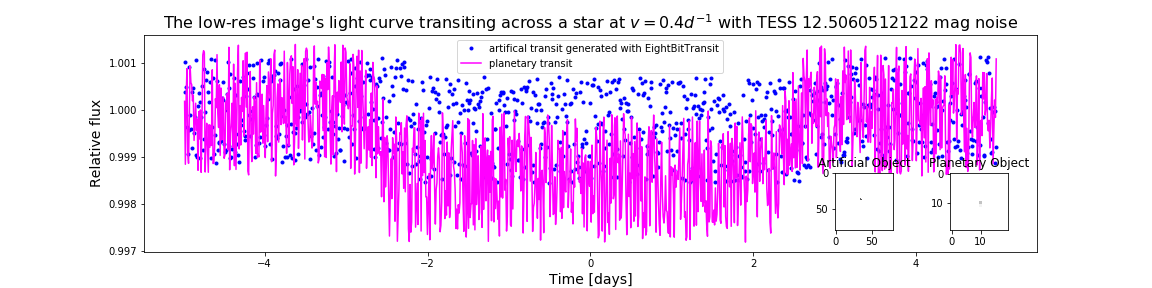 The low-res image's light curve transiting across a star at v = 0.4d⁻¹ with TESS 12.5060512122 mag noise
artifical transit generated with EightBitTransit
planetary transit
Relative flux
1.001
1.000
0.999
0.998
0.997
Artificial Object
0
50
0 50
Planetary Object
0
10
0 10
−4 −2 0 2 4
Time [days]